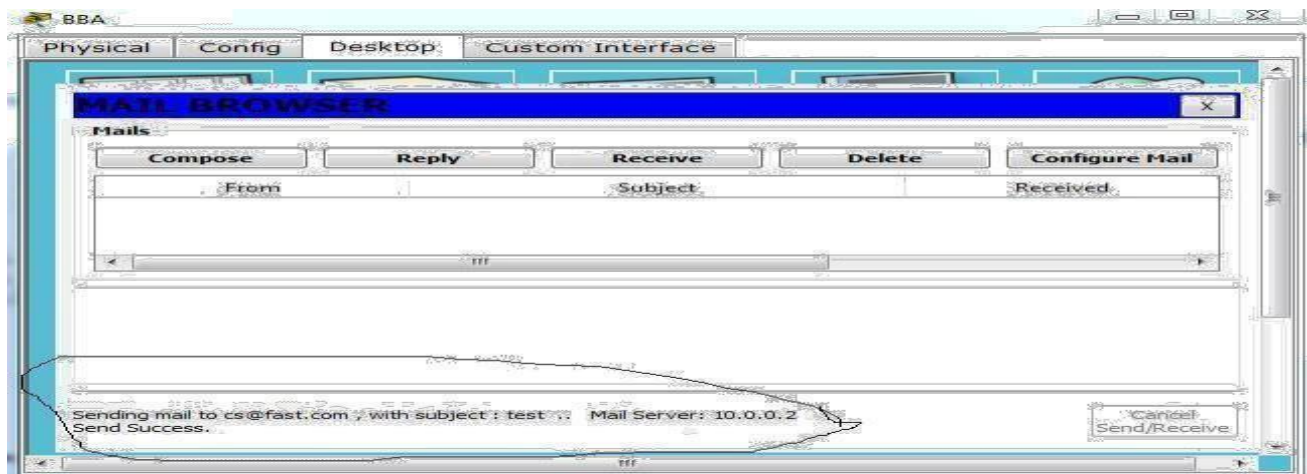 BBA
Physical Config Desktop Custom Interface
MAIL BROWSER
X
Mails
Compose Reply Receive Delete Configure Mail
From Subject Received
Sending mail to cs@fast.com , with subject : test .. Mail Server: 10.0.0.2
Send Success.
Cancel
Send/Receive